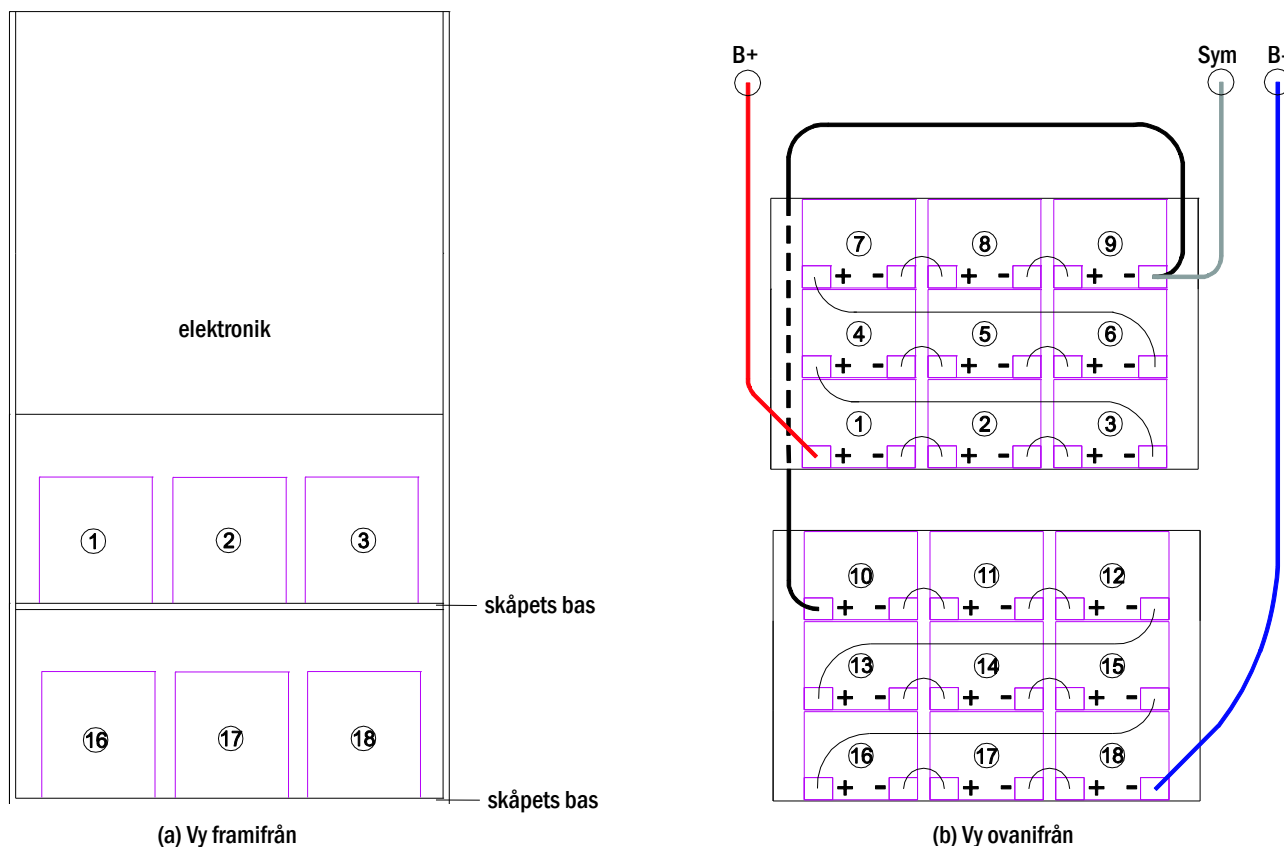 elektronik
1 2 3
skåpets bas
16 17 18
skåpets bas
(a) Vy framifrån
B+ Sym B-
7 8 9
+ - + - + -
4 5 6
+ - + - + -
1 2 3
+ - + - + -
10 11 12
+ - + - + -
13 14 15
+ - + - + -
16 17 18
+ - + - + -
(b) Vy ovanifrån